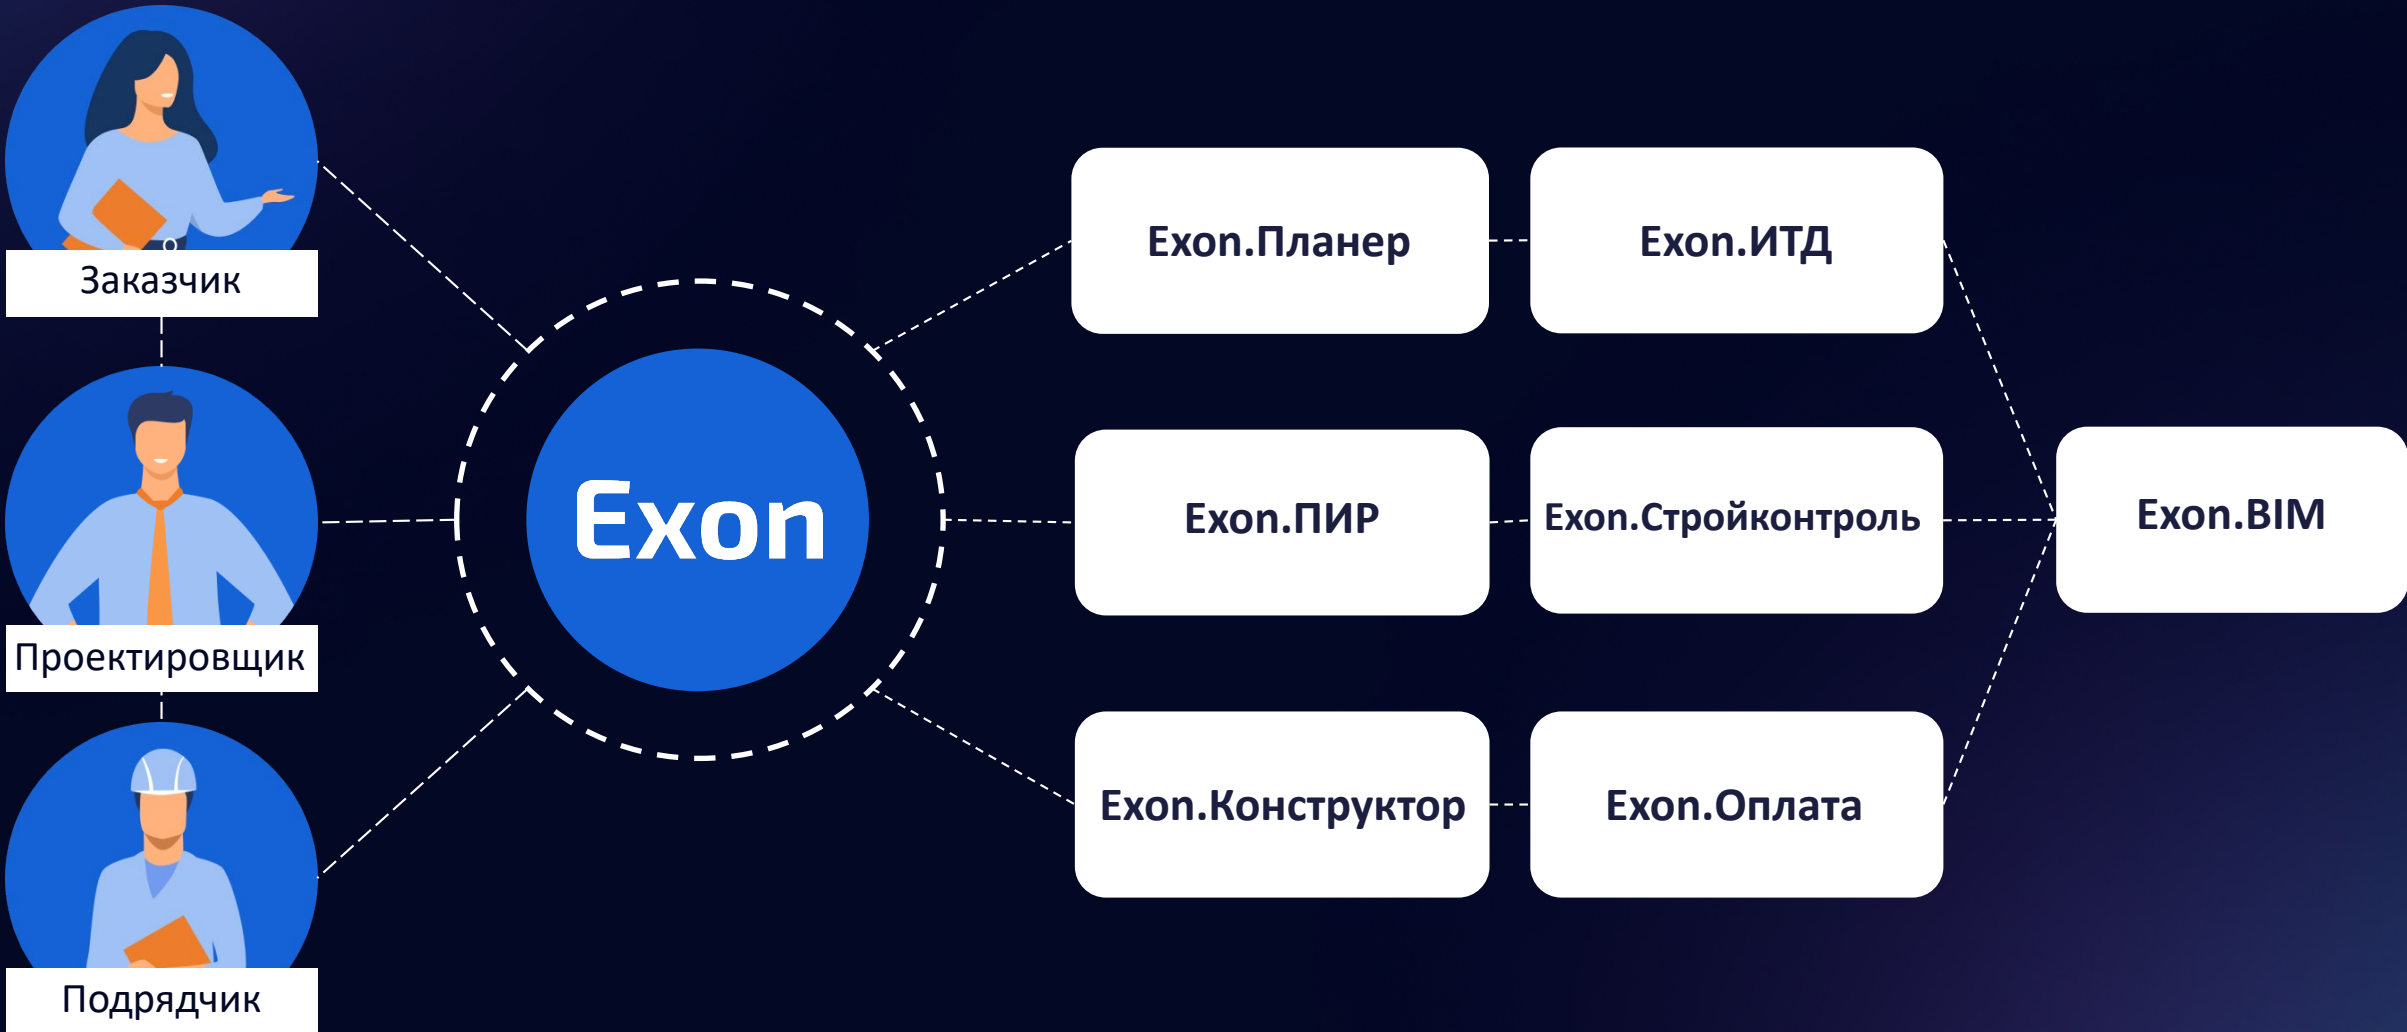 Заказчик
Проектировщик
Подрядчик
Exon
Exon.Планер
Exon.ИТД
Exon.ПИР
Exon.Стройконтроль
Exon.BIM
Exon.Конструктор
Exon.Оплата